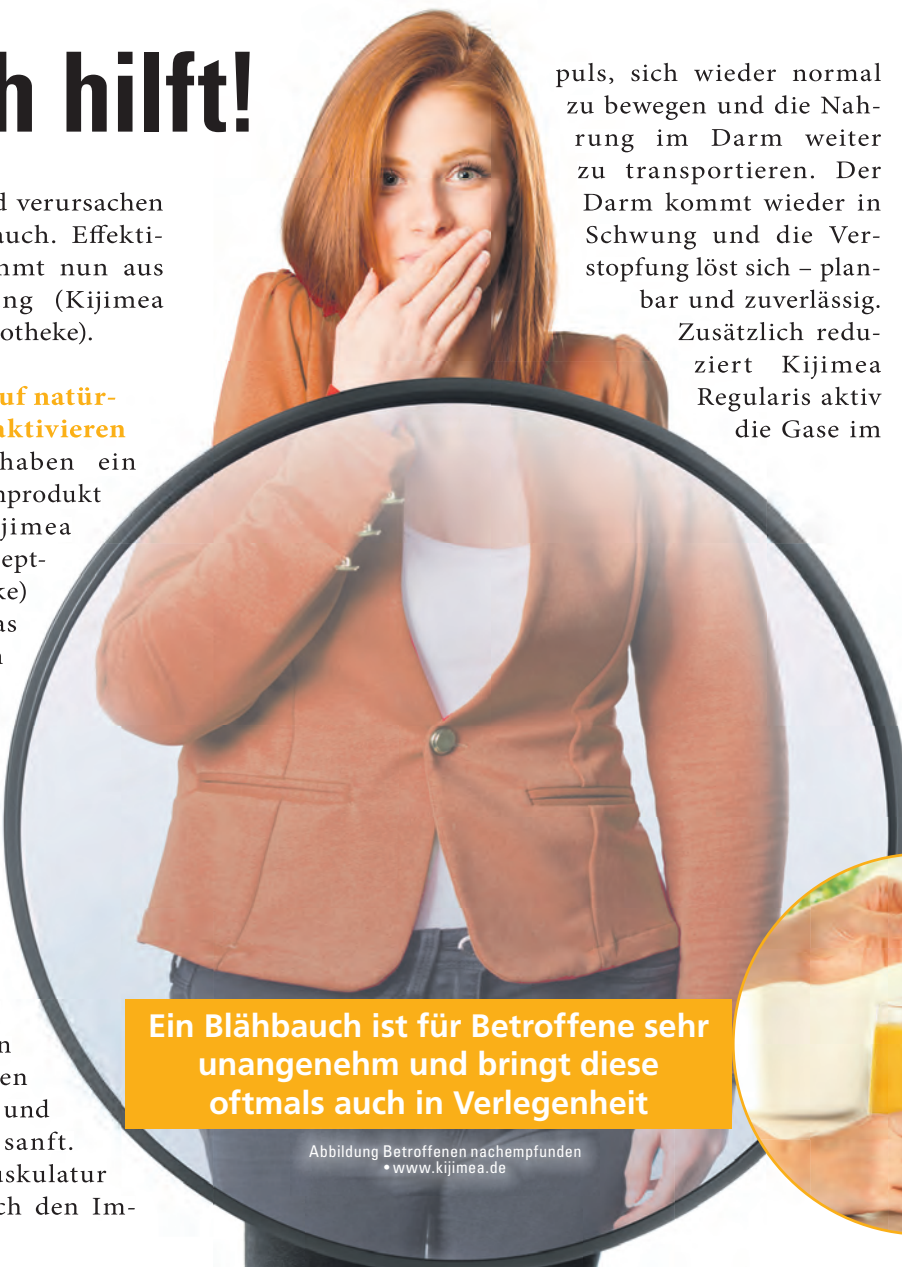 h hilft!
d verursachen
auch. Effekti-
mmt nun aus
ng (Kijimea
otheke).
uf natür-
aktivieren
haben ein
nprodukt
jimea
ept-
ke)
as
n
n
en
und
sanft.
uskulatur
ch den Im-
puls, sich wieder normal
zu bewegen und die Nah-
rung im Darm weiter
zu transportieren. Der
Darm kommt wieder in
Schwung und die Ver-
stopfung löst sich – plan-
bar und zuverlässig.
Zusätzlich redu-
ziert Kijimea
Regularis aktiv
die Gase im
Ein Blähbauch ist für Betroffene sehr
unangenehm und bringt diese
oftmals auch in Verlegenheit
Abbildung Betroffenen nachempfunden
• www.kijimea.de